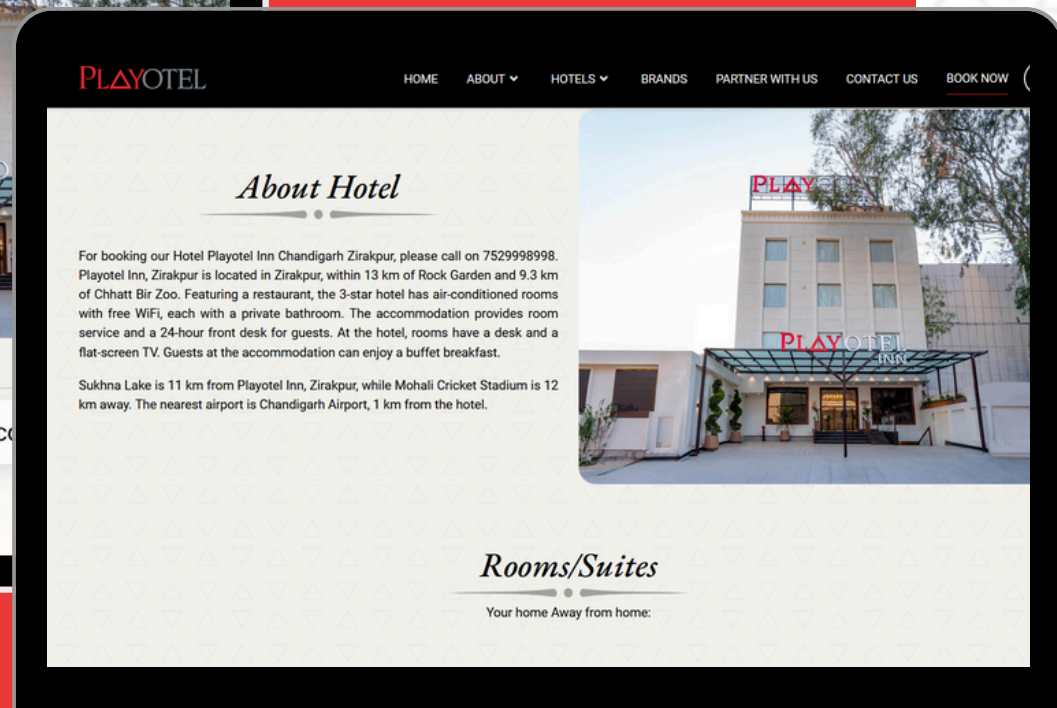 PLAYOTEL
HOME ABOUT HOTELS BRANDS PARTNER WITH US CONTACT US BOOK NOW
About Hotel
For booking our Hotel Playotel Inn Chandigarh Zirakpur, please call on 7529998998.
Playotel Inn, Zirakpur is located in Zirakpur, within 13 km of Rock Garden and 9.3 km
of Chhatt Bir Zoo. Featuring a restaurant, the 3-star hotel has air-conditioned rooms
with free WiFi, each with a private bathroom. The accommodation provides room
service and a 24-hour front desk for guests. At the hotel, rooms have a desk and a
flat-screen TV. Guests at the accommodation can enjoy a buffet breakfast.
Sukhna Lake is 11 km from Playotel Inn, Zirakpur, while Mohali Cricket Stadium is 12
km away. The nearest airport is Chandigarh Airport, 1 km from the hotel.
PLAY
PLAYOTEL
INN
Rooms/Suites
Your home Away from home: